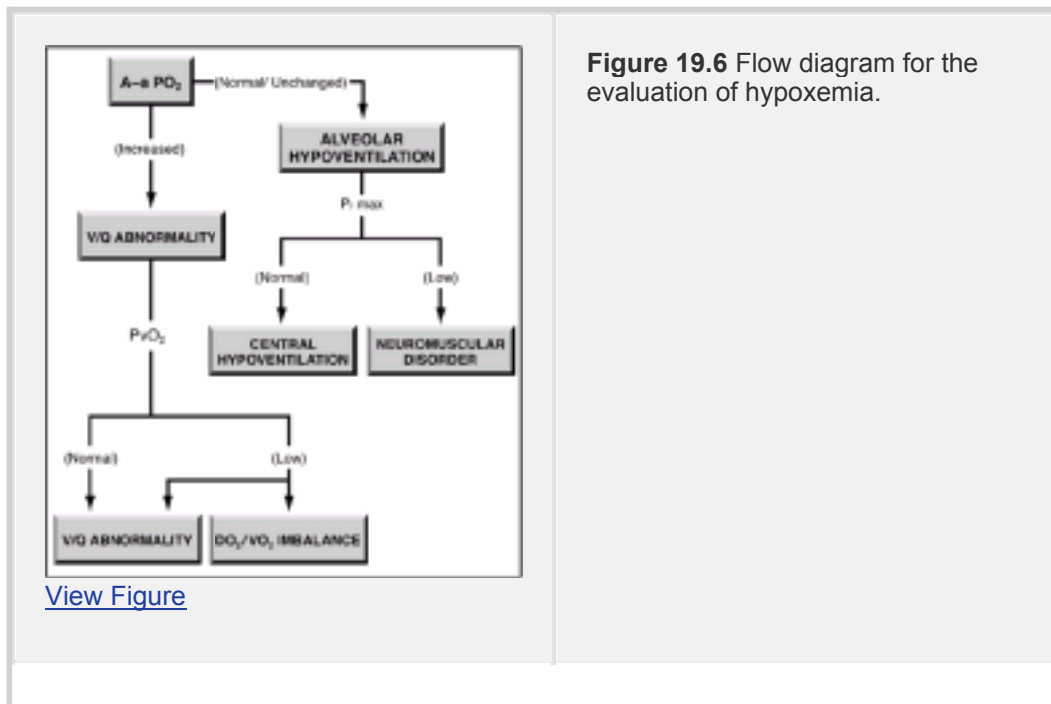 A–a PO₂
(Normal/ Unchanged)
(Increased)
ALVEOLAR
HYPOVENTILATION
Pᵢ max
V/Q ABNORMALITY
(Normal)
(Low)
PvO₂
CENTRAL
HYPOVENTILATION
NEUROMUSCULAR
DISORDER
(Normal)
(Low)
V/Q ABNORMALITY
DO₂/VO₂ IMBALANCE
View Figure
Figure 19.6 Flow diagram for the
evaluation of hypoxemia.